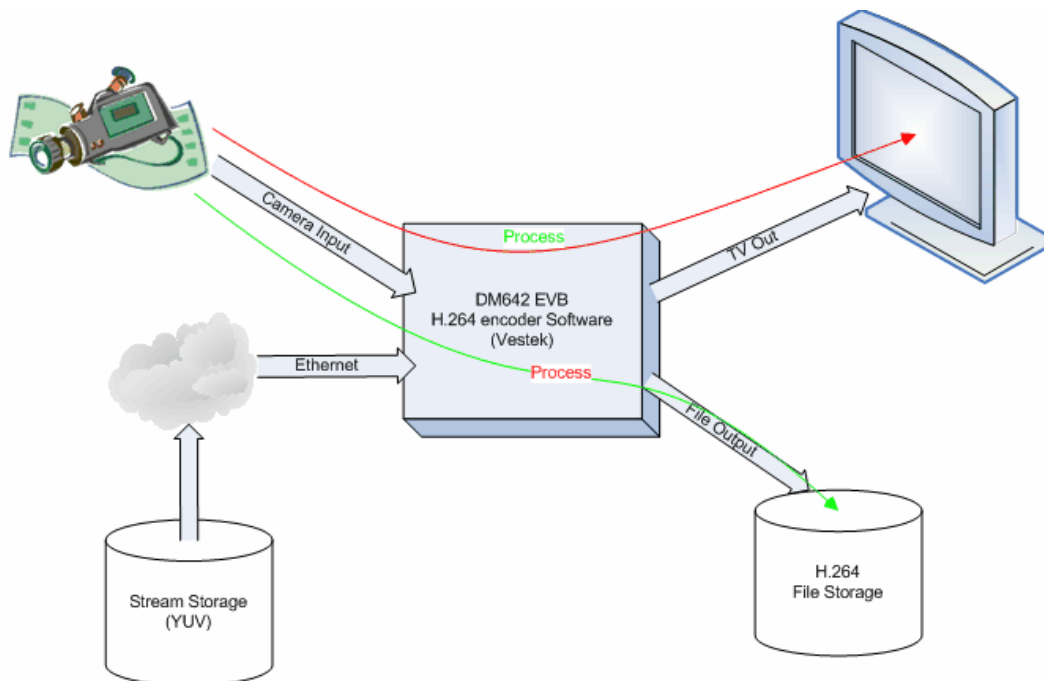 Camera Input
Process
TV Out
DM642 EVB
H.264 encoder Software
(Vestek)
Ethernet
Process
File Output
Stream Storage
(YUV)
H.264
File Storage